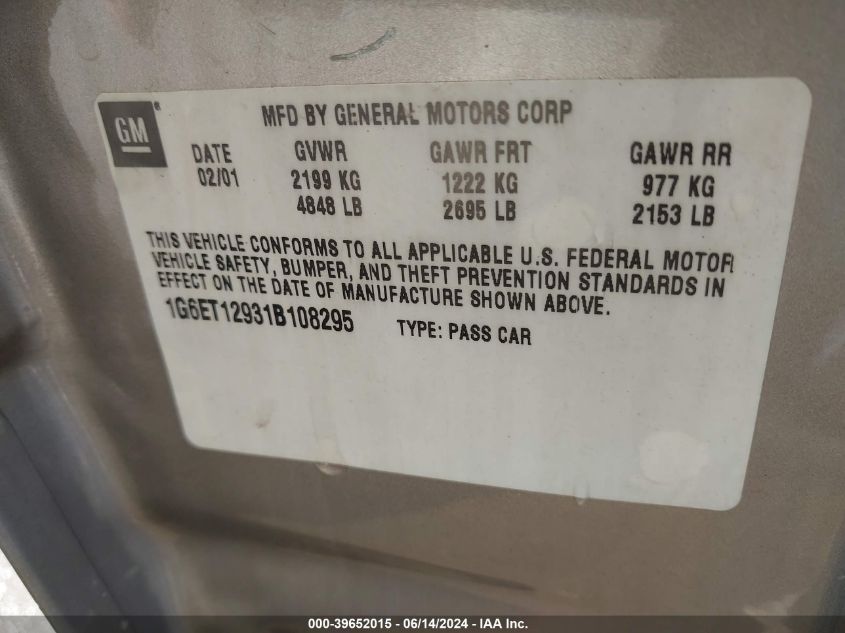 GM
MFD BY GENERAL MOTORS CORP
DATE GVWR GAWR FRT GAWR RR
02/01 2199 KG 1222 KG 977 KG
4848 LB 2695 LB 2153 LB
THIS VEHICLE CONFORMS TO ALL APPLICABLE U.S. FEDERAL MOTOR
VEHICLE SAFETY, BUMPER, AND THEFT PREVENTION STANDARDS IN
EFFECT ON THE DATE OF MANUFACTURE SHOWN ABOVE.
1G6ET12931B108295 TYPE: PASS CAR
000-39652015 - 06/14/2024 - IAA Inc.